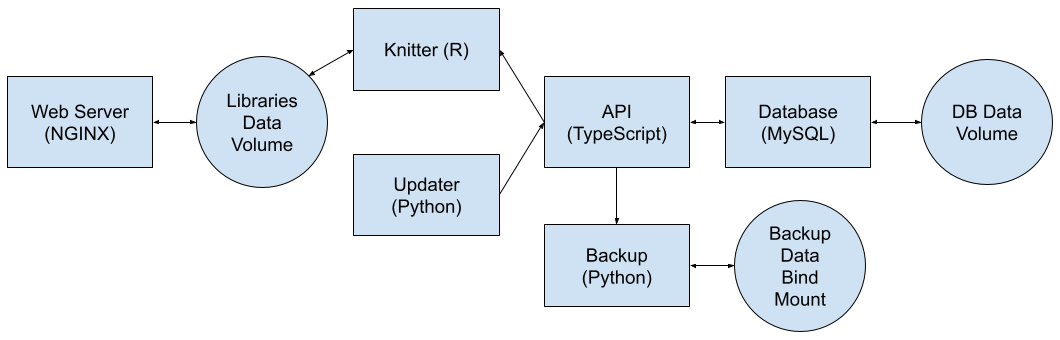 Web Server
(NGINX)
Libraries
Data
Volume
Knitter (R)
Updater
(Python)
API
(TypeScript)
Database
(MySQL)
DB Data
Volume
Backup
(Python)
Backup
Data
Bind
Mount